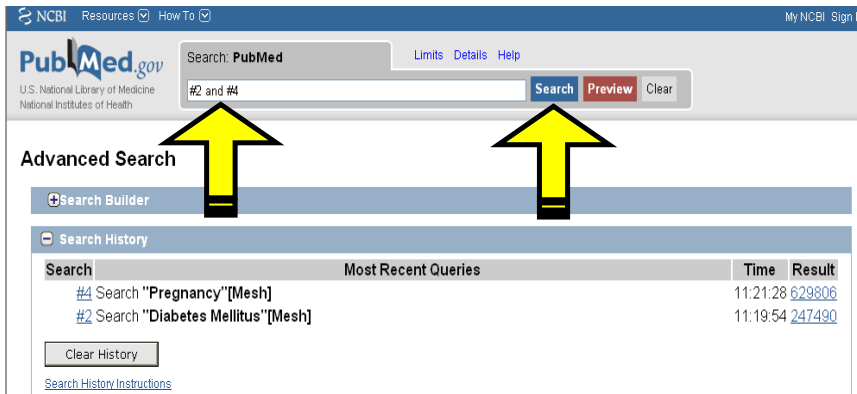 NCBI Resources How To My NCBI Sign
PubMed.gov
U.S. National Library of Medicine
National Institutes of Health
Search: PubMed
Limits Details Help
#2 and #4
Search Preview Clear
Advanced Search
Search Builder
Search History
Search Most Recent Queries Time Result
#4 Search "Pregnancy"[Mesh] 11:21:28 629806
#2 Search "Diabetes Mellitus"[Mesh] 11:19:54 247490
Clear History
Search History Instructions